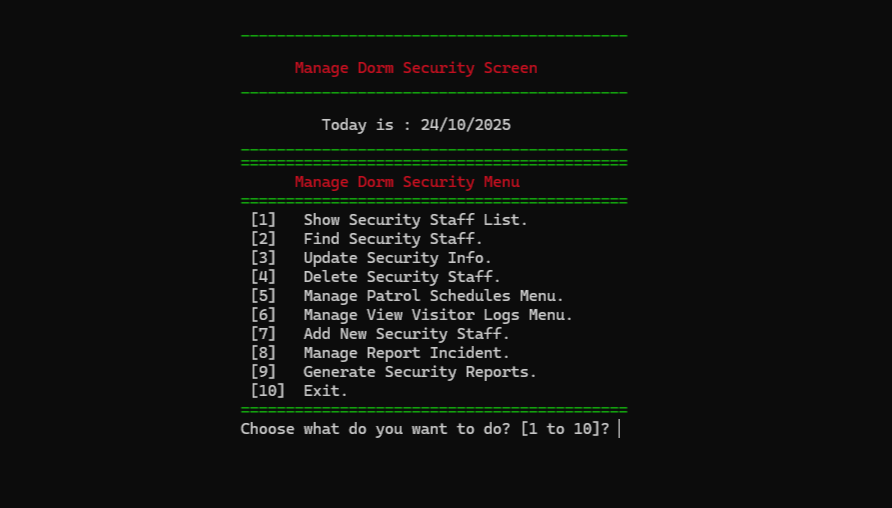 ___________________________________________
Manage Dorm Security Screen
___________________________________________
Today is : 24/10/2025
___________________________________________
===========================================
Manage Dorm Security Menu
===========================================
[1]   Show Security Staff List.
[2]   Find Security Staff.
[3]   Update Security Info.
[4]   Delete Security Staff.
[5]   Manage Patrol Schedules Menu.
[6]   Manage View Visitor Logs Menu.
[7]   Add New Security Staff.
[8]   Manage Report Incident.
[9]   Generate Security Reports.
[10]  Exit.
===========================================
Choose what do you want to do? [1 to 10]?